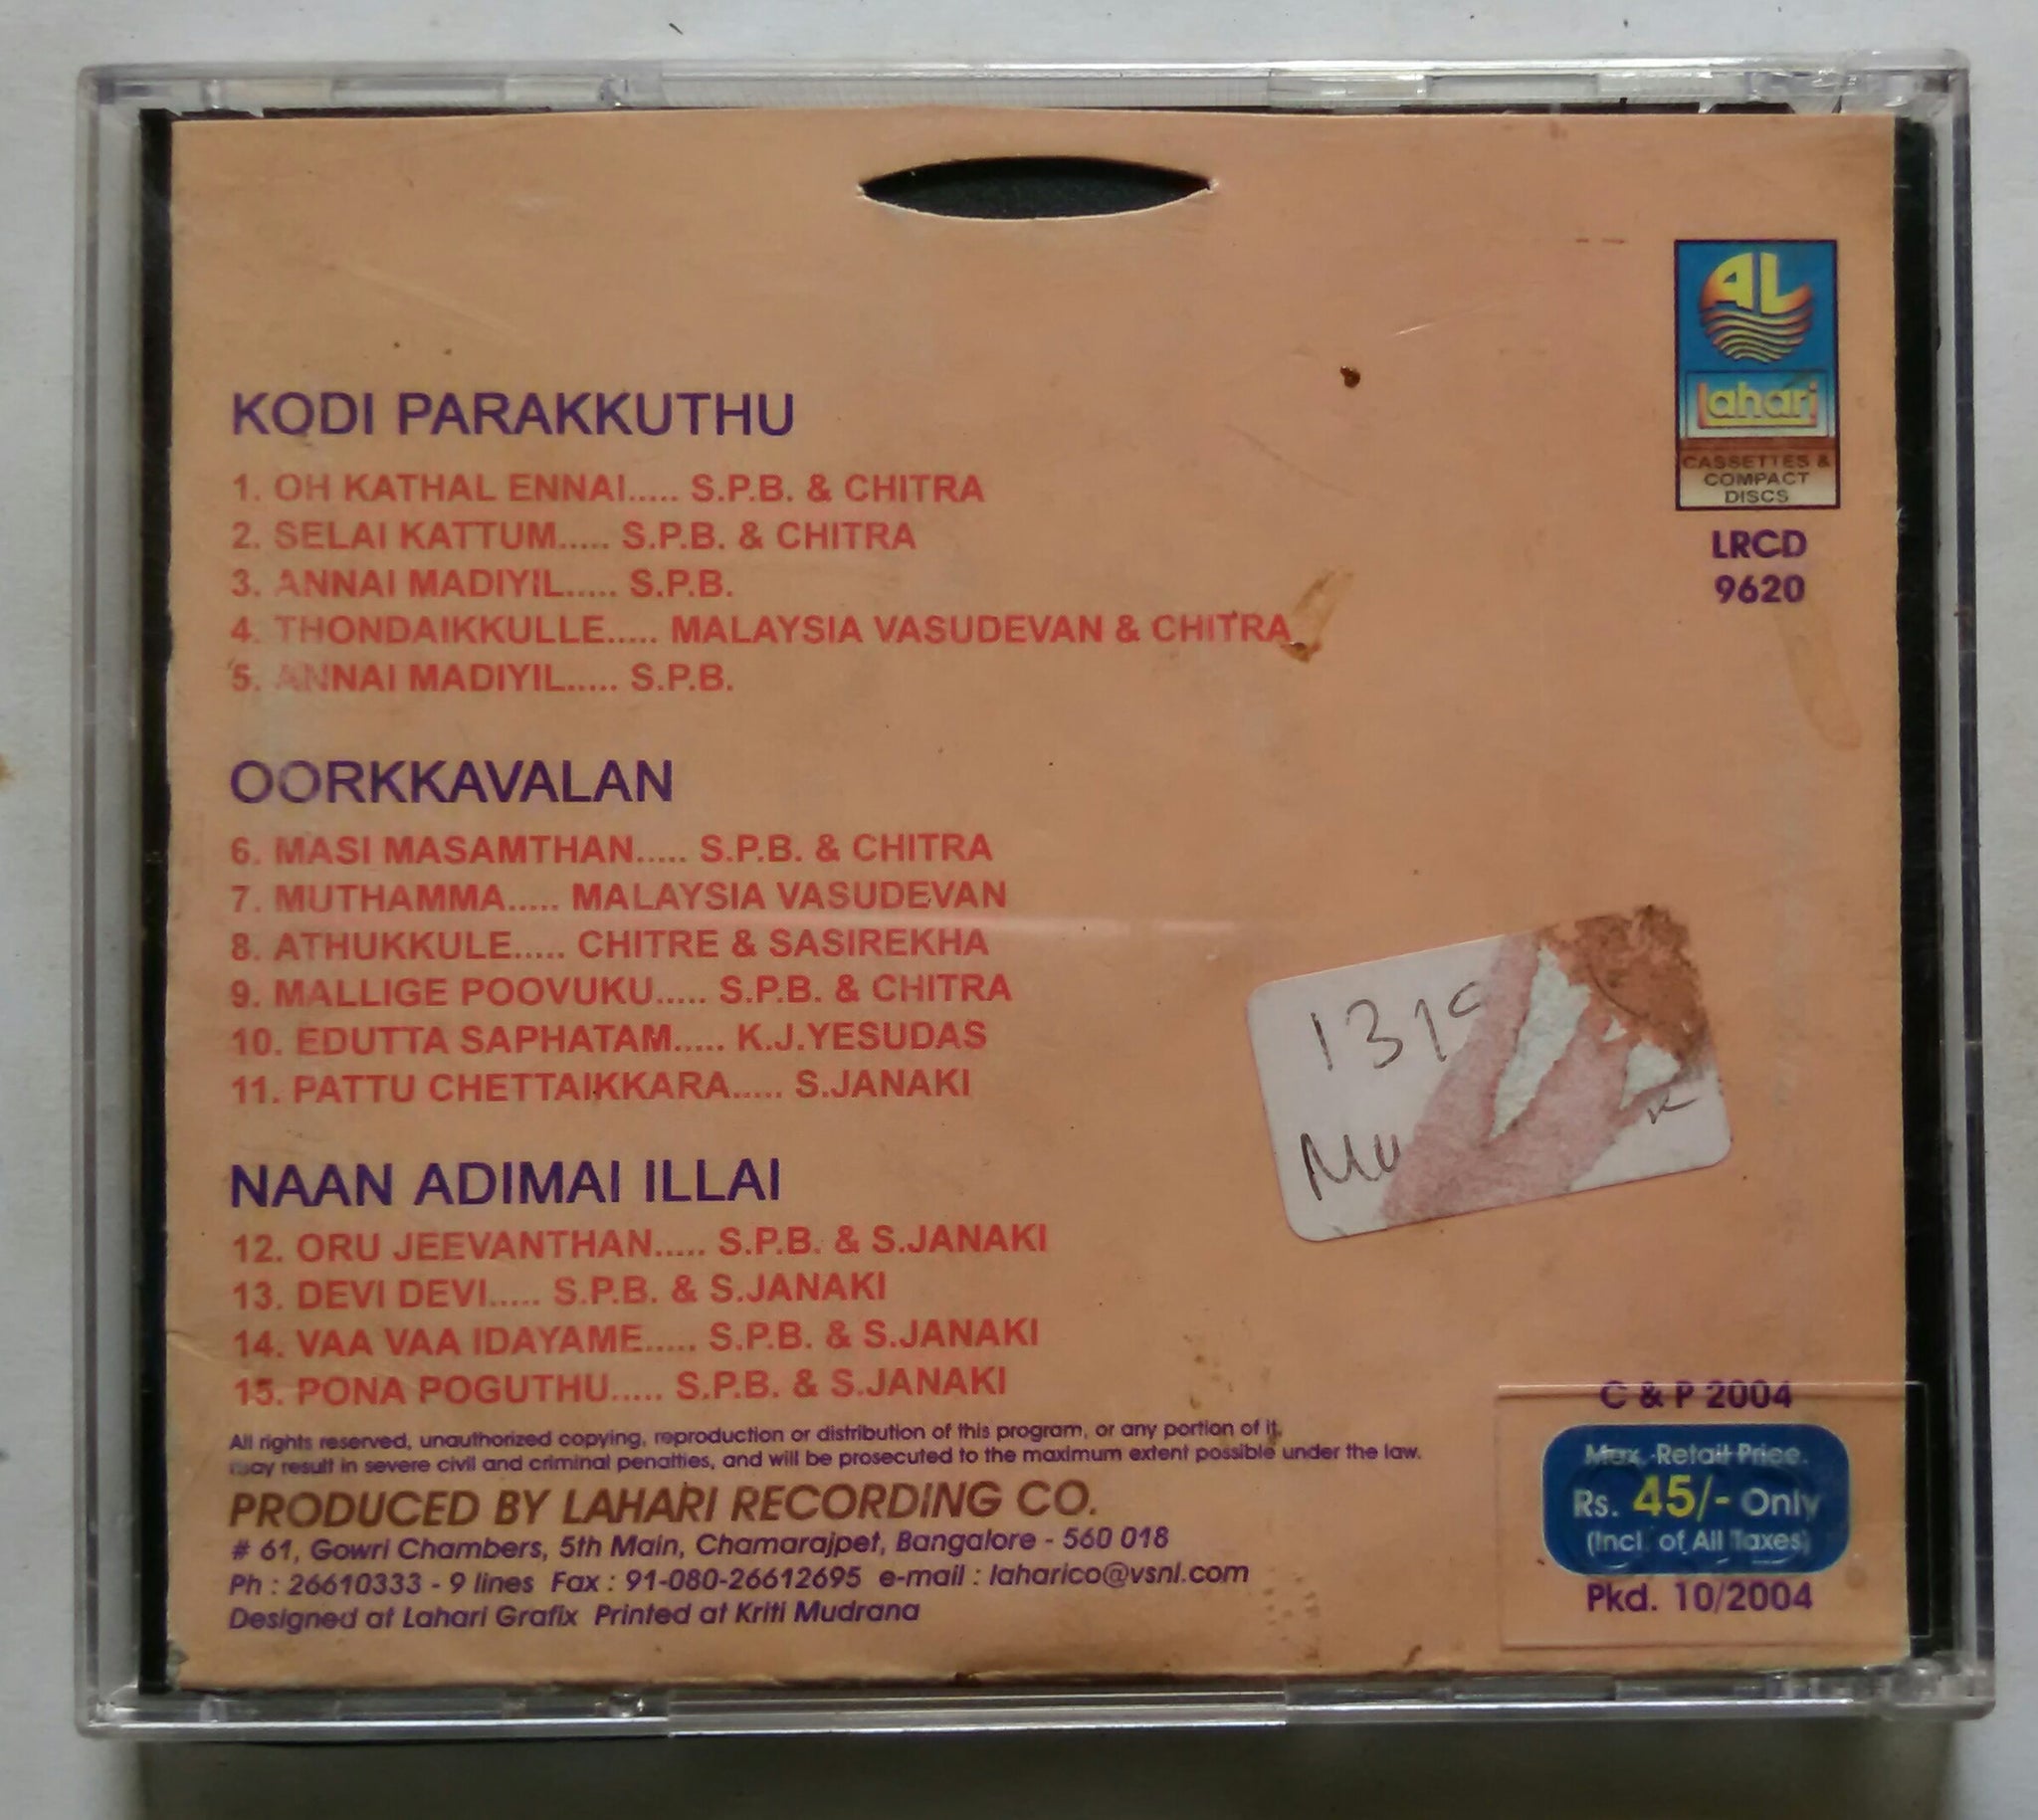 KODI PARAKKUTHU
1. OH KATHAL ENNAI..... S.P.B. & CHITRA
2. SELAI KATTUM..... S.P.B. & CHITRA
3. ANNAI MADIYIL..... S.P.B.
4. THONDAIKKULLE..... MALAYSIA VASUDEVAN & CHITRA
5. ANNAI MADIYIL..... S.P.B.
OORKKAVALAN
6. MASI MASAMTHAN..... S.P.B. & CHITRA
7. MUTHAMMA..... MALAYSIA VASUDEVAN
8. ATHUKKULE..... CHITRE & SASIREKHA
9. MALLIGE POOVUKU..... S.P.B. & CHITRA
10. EDUTTA SAPHATAM..... K.J.YESUDAS
11. PATTU CHETTAIKKARA..... S.JANAKI
NAAN ADIMAI ILLAI
12. ORU JEEVANTHAN..... S.P.B. & S.JANAKI
13. DEVI DEVI..... S.P.B. & S.JANAKI
14. VAA VAA IDAYAME..... S.P.B. & S.JANAKI
15. PONA POGUTHU..... S.P.B. & S.JANAKI
All rights reserved, unauthorized copying, reproduction or distribution of this program, or any portion of it,
may result in severe civil and criminal penalties, and will be prosecuted to the maximum extent possible under the law.
PRODUCED BY LAHARI RECORDING CO.
# 61, Gowri Chambers, 5th Main, Chamarajpet, Bangalore - 560 018
Ph : 26610333 - 9 lines Fax : 91-080-26612695 e-mail : laharico@vsnl.com
Designed at Lahari Grafix Printed at Kriti Mudrana
AL
Lahari
CASSETTES &
COMPACT
DISCS
LRCD
9620
C & P 2004
Max. Retail Price.
Rs. 45/- Only
(Incl. of All Taxes)
Pkd. 10/2004